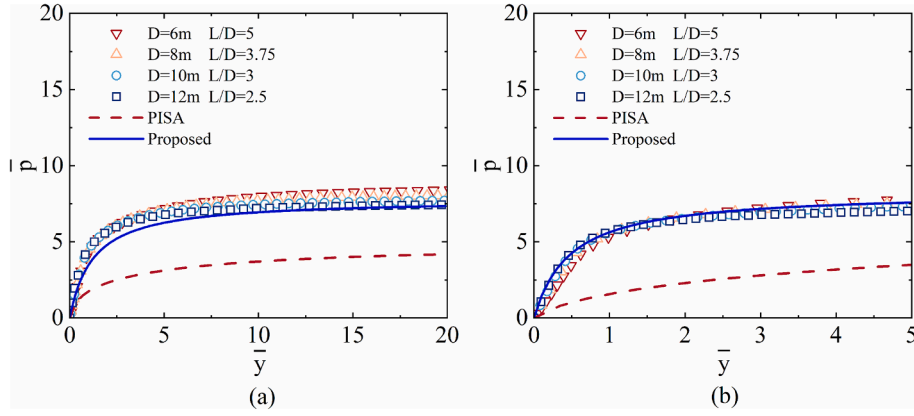 20
15
10
5
0
p̅
D=6m L/D=5
D=8m L/D=3.75
D=10m L/D=3
D=12m L/D=2.5
PISA
Proposed
0 5 10 15 20
y̅
(a)
20
15
10
5
0
p̅
D=6m L/D=5
D=8m L/D=3.75
D=10m L/D=3
D=12m L/D=2.5
PISA
Proposed
0 1 2 3 4 5
y̅
(b)